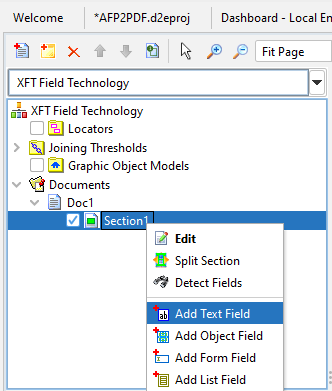 Welcome
*AFP2PDF.d2eproj
Dashboard - Local En
Fit Page
XFT Field Technology
XFT Field Technology
Locators
Joining Thresholds
Graphic Object Models
Documents
Doc1
Section1
Edit
Split Section
Detect Fields
Add Text Field
Add Object Field
Add Form Field
Add List Field